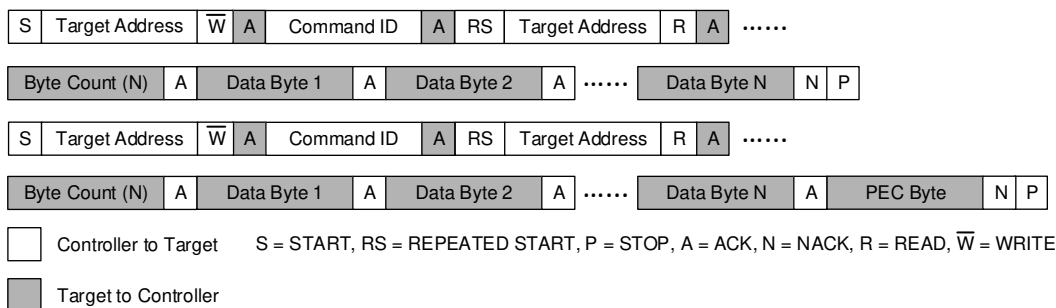 S Target Address W̅ A Command ID A RS Target Address R A ······
Byte Count (N) A Data Byte 1 A Data Byte 2 A ······ Data Byte N N P
S Target Address W̅ A Command ID A RS Target Address R A ······
Byte Count (N) A Data Byte 1 A Data Byte 2 A ······ Data Byte N A PEC Byte N P
Controller to Target S = START, RS = REPEATED START, P = STOP, A = ACK, N = NACK, R = READ, W̅ = WRITE
Target to Controller